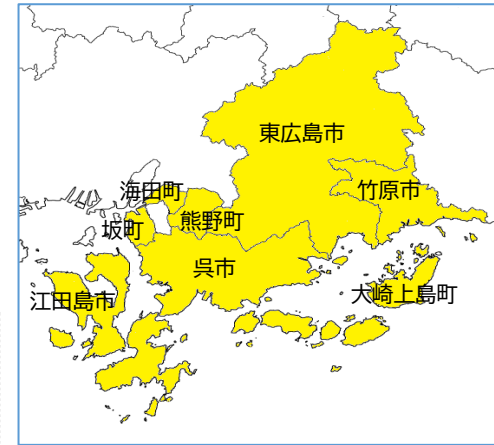 東広島市
海田町
竹原市
坂町
熊野町
呉市
江田島市
大崎上島町